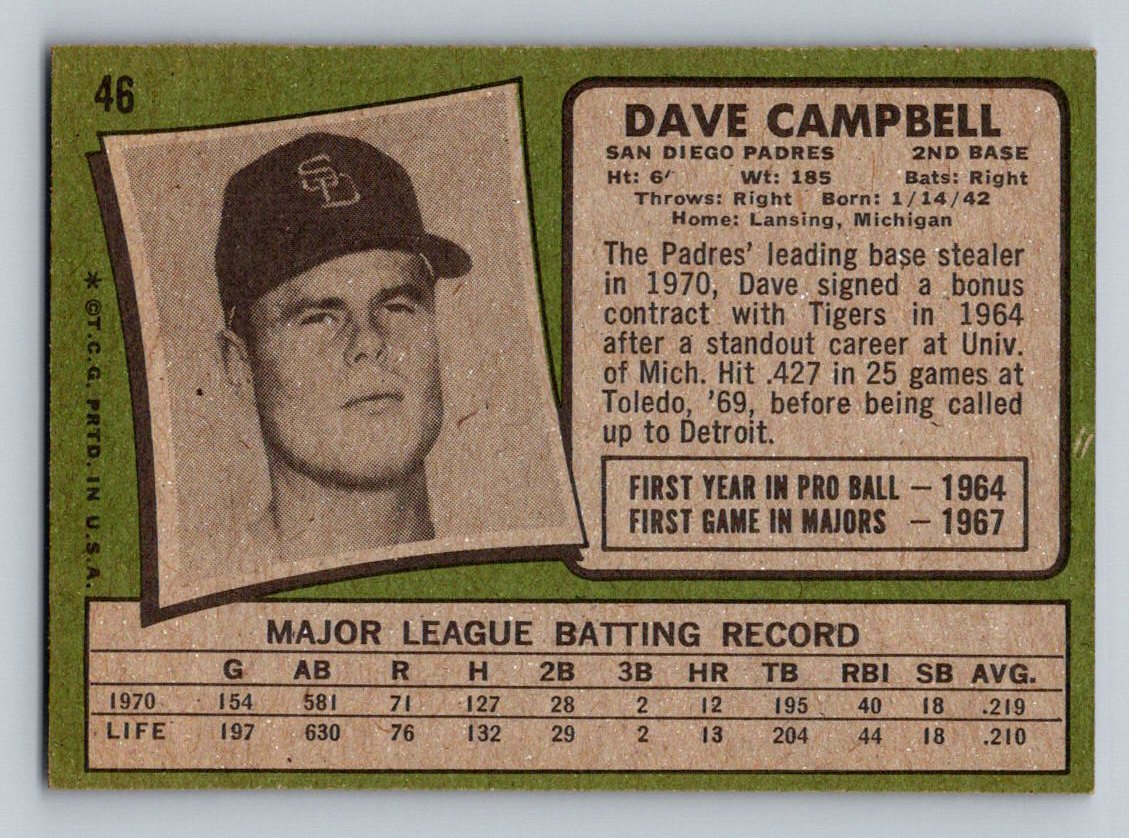 46
SD
* ©T.C.G. PRTD. IN U.S.A.
DAVE CAMPBELL
SAN DIEGO PADRES 2ND BASE
Ht: 6' Wt: 185 Bats: Right
Throws: Right Born: 1/14/42
Home: Lansing, Michigan
The Padres' leading base stealer
in 1970, Dave signed a bonus
contract with Tigers in 1964
after a standout career at Univ.
of Mich. Hit .427 in 25 games at
Toledo, '69, before being called
up to Detroit.
FIRST YEAR IN PRO BALL — 1964
FIRST GAME IN MAJORS — 1967
MAJOR LEAGUE BATTING RECORD
G AB R H 2B 3B HR TB RBI SB AVG.
1970 154 581 71 127 28 2 12 195 40 18 .219
LIFE 197 630 76 132 29 2 13 204 44 18 .210